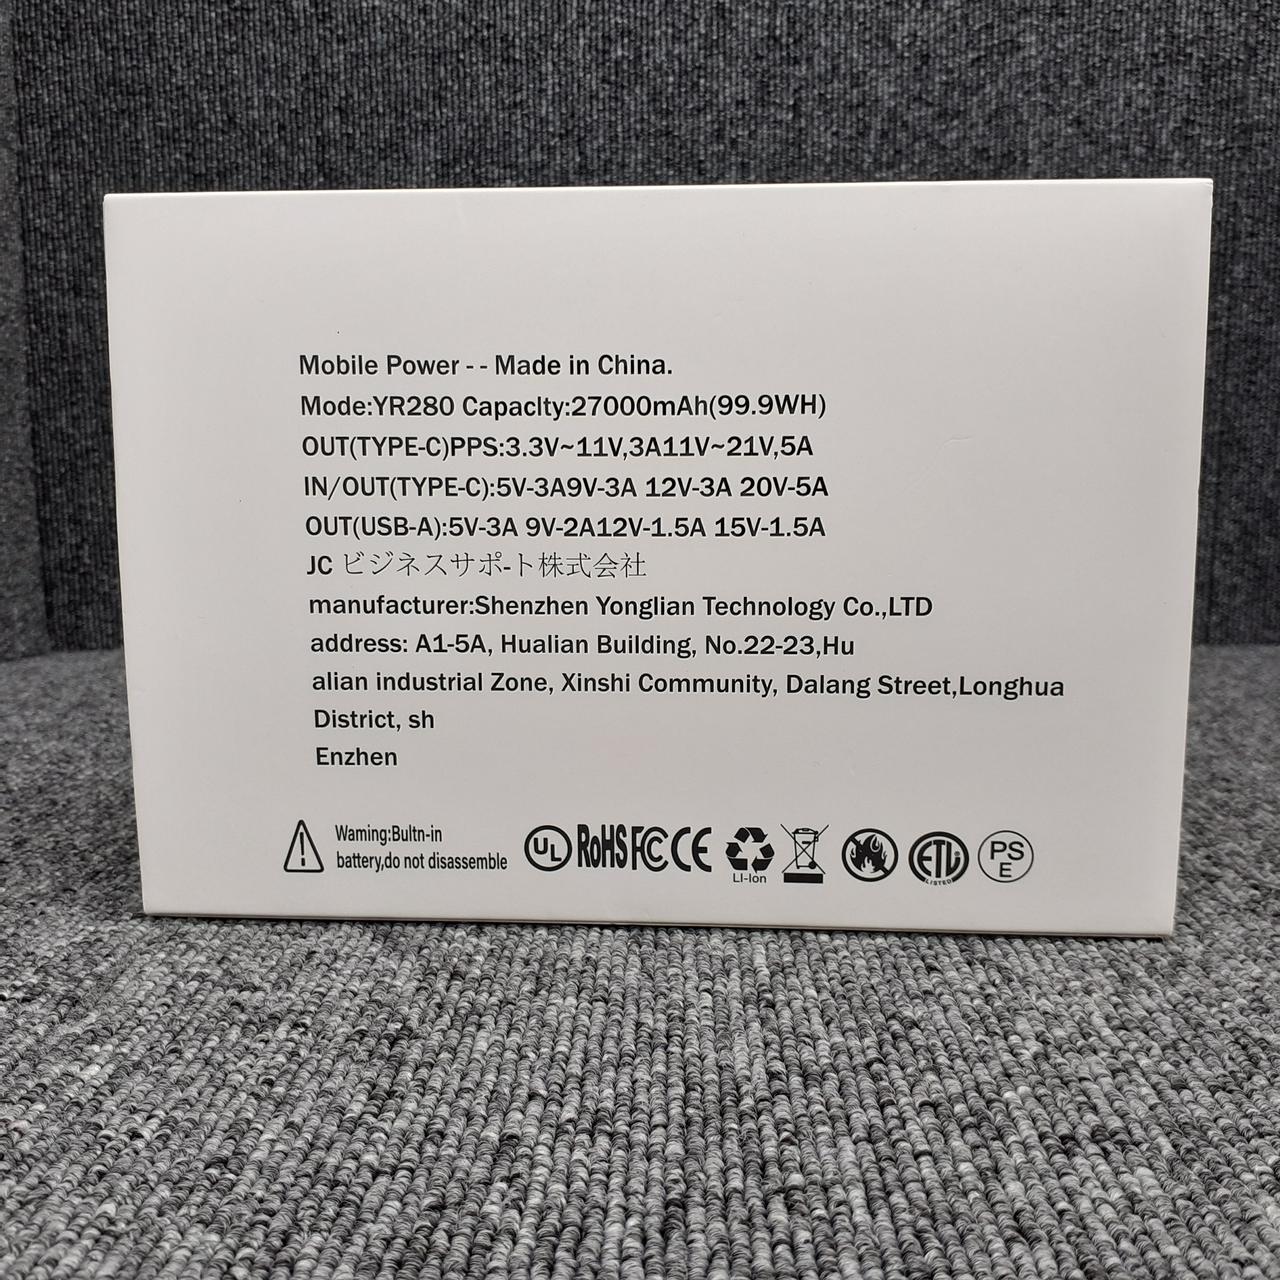 Mobile Power - - Made in China.
Mode:YR280 Capaclty:27000mAh(99.9WH)
OUT(TYPE-C)PPS:3.3V~11V,3A11V~21V,5A
IN/OUT(TYPE-C):5V-3A9V-3A 12V-3A 20V-5A
OUT(USB-A):5V-3A 9V-2A12V-1.5A 15V-1.5A
JC ビジネスサポ-ト株式会社
manufacturer:Shenzhen Yonglian Technology Co.,LTD
address: A1-5A, Hualian Building, No.22-23,Hu
alian industrial Zone, Xinshi Community, Dalang Street,Longhua
District, sh
Enzhen
Waming:Bultn-in
battery,do not disassemble
UL RoHS FC CE
LI-Ion
ETL
LISTED
PS
E